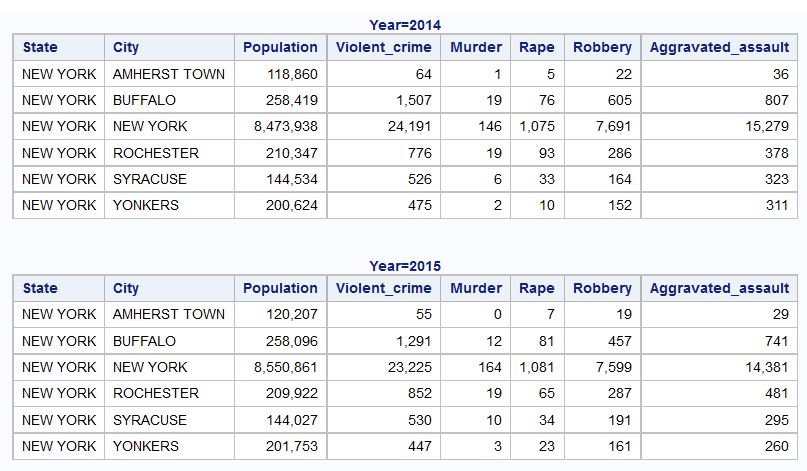 Year=2014
State City Population Violent_crime Murder Rape Robbery Aggravated_assault
NEW YORK AMHERST TOWN 118,860 64 1 5 22 36
NEW YORK BUFFALO 258,419 1,507 19 76 605 807
NEW YORK NEW YORK 8,473,938 24,191 146 1,075 7,691 15,279
NEW YORK ROCHESTER 210,347 776 19 93 286 378
NEW YORK SYRACUSE 144,534 526 6 33 164 323
NEW YORK YONKERS 200,624 475 2 10 152 311
Year=2015
State City Population Violent_crime Murder Rape Robbery Aggravated_assault
NEW YORK AMHERST TOWN 120,207 55 0 7 19 29
NEW YORK BUFFALO 258,096 1,291 12 81 457 741
NEW YORK NEW YORK 8,550,861 23,225 164 1,081 7,599 14,381
NEW YORK ROCHESTER 209,922 852 19 65 287 481
NEW YORK SYRACUSE 144,027 530 10 34 191 295
NEW YORK YONKERS 201,753 447 3 23 161 260